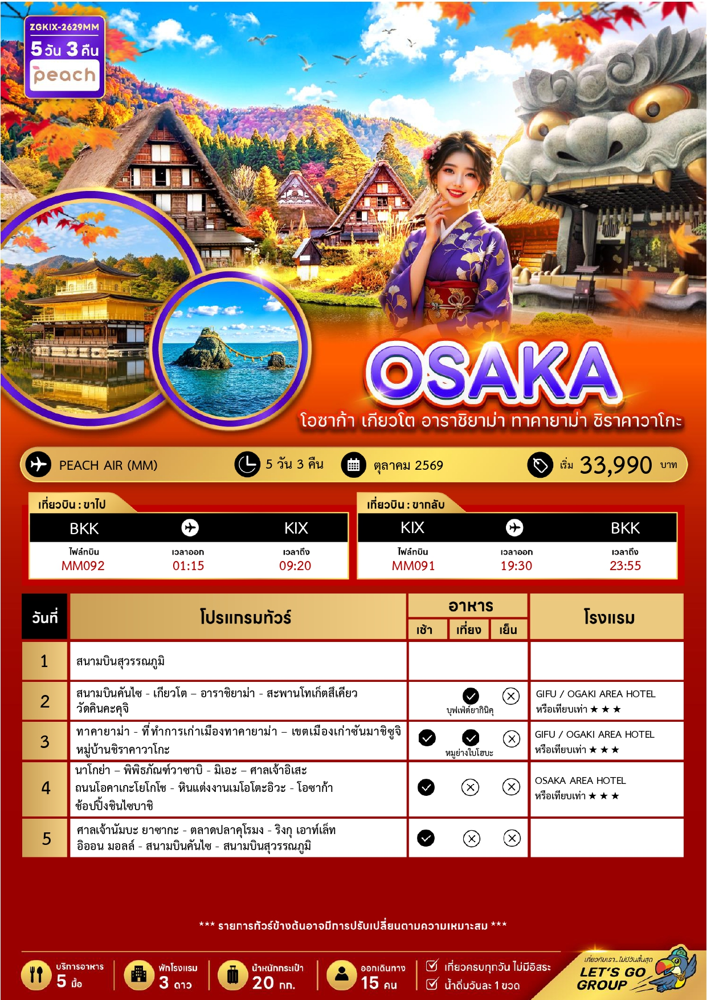 ZGKIX-2629MM
5 วัน 3 คืน
peach
OSAKA
โอซาก้า เกียวโต อาราชิยาม่า ทาคายาม่า ชิราคาวาโกะ
PEACH AIR (MM)
5 วัน 3 คืน
ตุลาคม 2569
เริ่ม 33,990 บาท
เที่ยวบิน : ขาไป
BKK KIX
ไฟล์ทบิน เวลาออก เวลาถึง
MM092 01:15 09:20
เที่ยวบิน : ขากลับ
KIX BKK
ไฟล์ทบิน เวลาออก เวลาถึง
MM091 19:30 23:55
วันที่ โปรแกรมทัวร์ อาหาร โรงแรม
เช้า เที่ยง เย็น
1 สนามบินสุวรรณภูมิ
2 สนามบินคันไซ - เกียวโต – อาราชิยาม่า - สะพานโทเก็ตสึเคียว
วัดคินคะคุจิ
บุฟเฟ่ต์ยากินิคุ
GIFU / OGAKI AREA HOTEL
หรือเทียบเท่า ★ ★ ★
3 ทาคายาม่า - ที่ทำการเก่าเมืองทาคายาม่า – เขตเมืองเก่าซันมาชิซูจิ
หมู่บ้านชิราคาวาโกะ
หมูย่างใบโฮบะ
GIFU / OGAKI AREA HOTEL
หรือเทียบเท่า ★ ★ ★
4 นาโกย่า – พิพิธภัณฑ์วาซาบิ - มิเอะ – ศาลเจ้าอิเสะ
ถนนโอคาเกะโยโกโช - หินแต่งงานเมโอโตะอิวะ - โอซาก้า
ช้อปปิ้งชินไซบาชิ
OSAKA AREA HOTEL
หรือเทียบเท่า ★ ★ ★
5 ศาลเจ้านัมบะ ยาซากะ - ตลาดปลาคุโรมง - ริงกุ เอาท์เล็ท
อิออน มอลล์ - สนามบินคันไซ - สนามบินสุวรรณภูมิ
*** รายการทัวร์ข้างต้นอาจมีการปรับเปลี่ยนตามความเหมาะสม ***
บริการอาหาร
5 มื้อ
พักโรงแรม
3 ดาว
น้ำหนักกระเป๋า
20 กก.
ออกเดินทาง
15 คน
เที่ยวครบทุกวัน ไม่มีอิสระ
น้ำดื่มวันละ 1 ขวด
เที่ยวกับเรา...ไม่มีวันสิ้นสุด
LET'S GO
GROUP